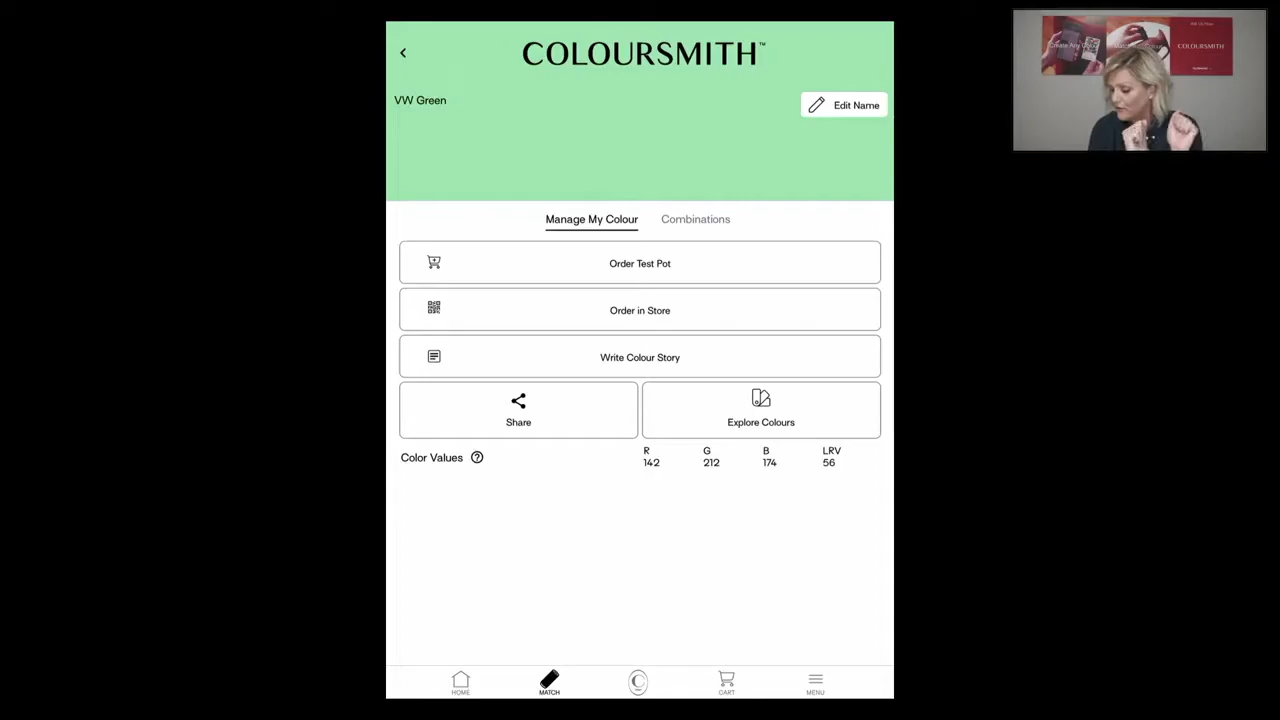 COLOURSMITH™
VW Green
Edit Name
Manage My Colour
Combinations
Order Test Pot
Order in Store
Write Colour Story
Share
Explore Colours
Color Values
R G B LRV
142 212 174 56
HOME
MATCH
CART
MENU
COLOURSMITH